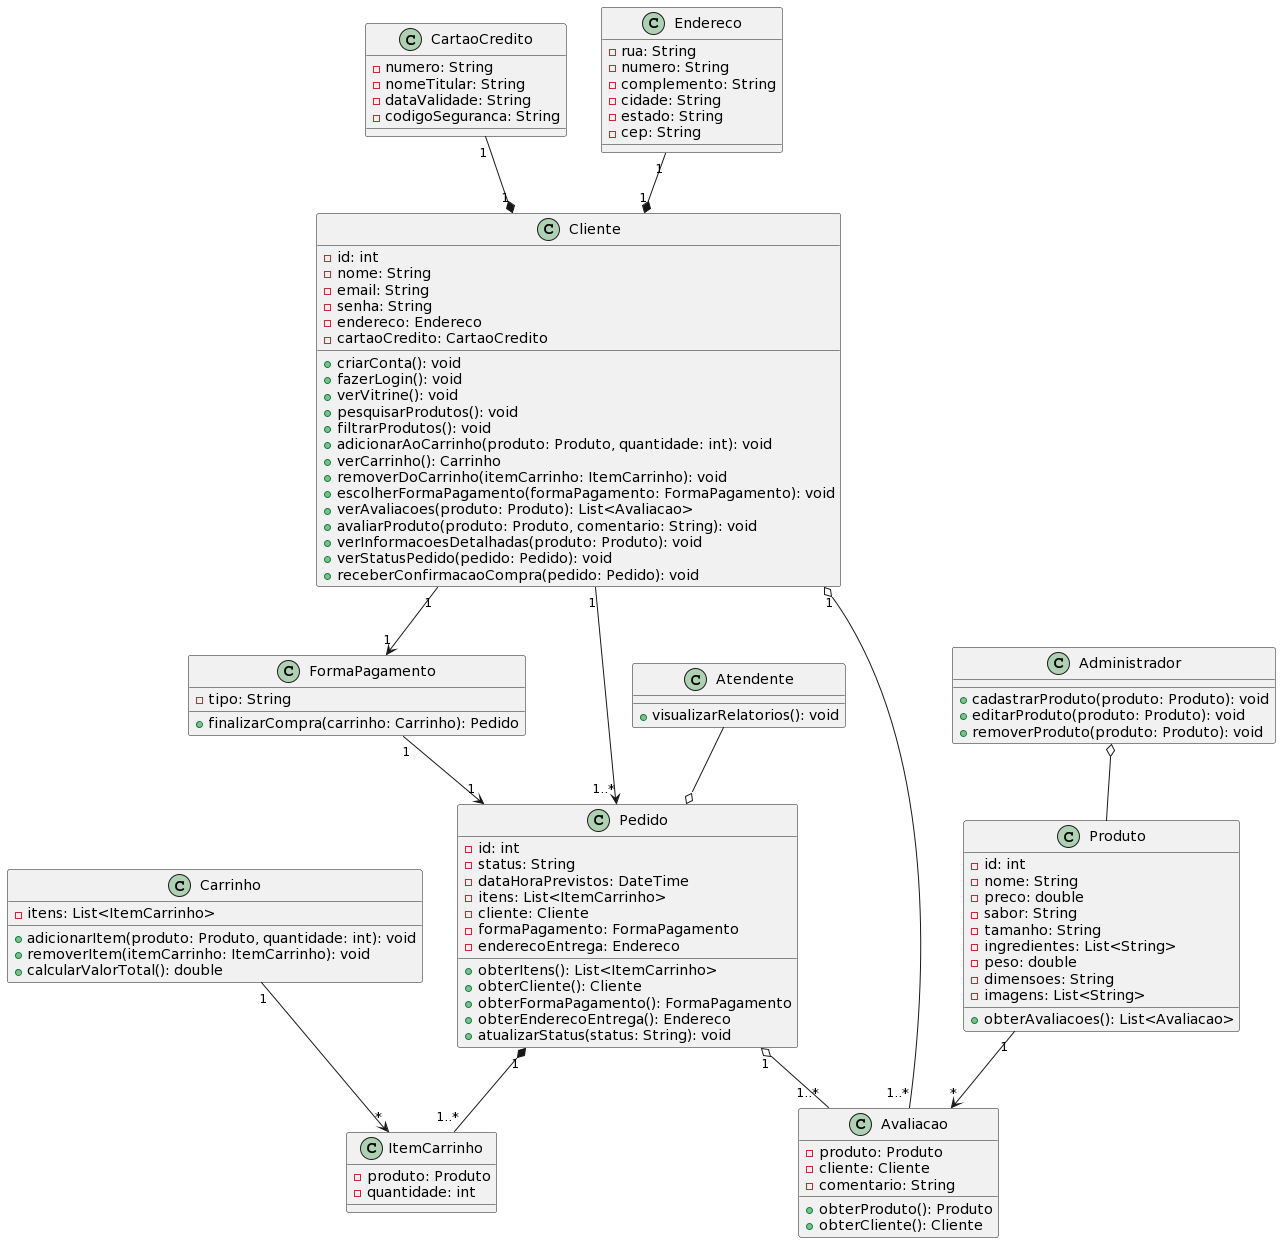 C CartaoCredito
numero: String
nomeTitular: String
dataValidade: String
codigoSeguranca: String
C Endereco
rua: String
numero: String
complemento: String
cidade: String
estado: String
cep: String
1
1
1
1
C Cliente
id: int
nome: String
email: String
senha: String
endereco: Endereco
cartaoCredito: CartaoCredito
criarConta(): void
fazerLogin(): void
verVitrine(): void
pesquisarProdutos(): void
filtrarProdutos(): void
adicionarAoCarrinho(produto: Produto, quantidade: int): void
verCarrinho(): Carrinho
removerDoCarrinho(itemCarrinho: ItemCarrinho): void
escolherFormaPagamento(formaPagamento: FormaPagamento): void
verAvaliacoes(produto: Produto): List<Avaliacao>
avaliarProduto(produto: Produto, comentario: String): void
verInformacoesDetalhadas(produto: Produto): void
verStatusPedido(pedido: Pedido): void
receberConfirmacaoCompra(pedido: Pedido): void
1
1
1
1
C FormaPagamento
tipo: String
finalizarCompra(carrinho: Carrinho): Pedido
C Atendente
visualizarRelatorios(): void
C Administrador
cadastrarProduto(produto: Produto): void
editarProduto(produto: Produto): void
removerProduto(produto: Produto): void
1
1
1..*
C Pedido
id: int
status: String
dataHoraPrevistos: DateTime
itens: List<ItemCarrinho>
cliente: Cliente
formaPagamento: FormaPagamento
enderecoEntrega: Endereco
obterItens(): List<ItemCarrinho>
obterCliente(): Cliente
obterFormaPagamento(): FormaPagamento
obterEnderecoEntrega(): Endereco
atualizarStatus(status: String): void
C Produto
id: int
nome: String
preco: double
sabor: String
tamanho: String
ingredientes: List<String>
peso: double
dimensoes: String
imagens: List<String>
obterAvaliacoes(): List<Avaliacao>
C Carrinho
itens: List<ItemCarrinho>
adicionarItem(produto: Produto, quantidade: int): void
removerItem(itemCarrinho: ItemCarrinho): void
calcularValorTotal(): double
1
1
1
1
*
1..*
1..*
1..*
*
C ItemCarrinho
produto: Produto
quantidade: int
C Avaliacao
produto: Produto
cliente: Cliente
comentario: String
obterProduto(): Produto
obterCliente(): Cliente